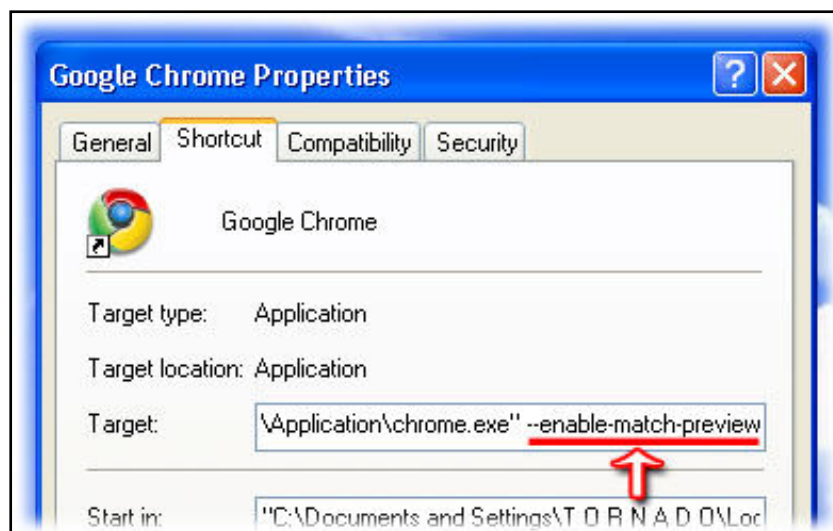 Google Chrome Properties
General Shortcut Compatibility Security
Google Chrome
Target type: Application
Target location: Application
Target: \Application\chrome.exe" --enable-match-preview
Start in: "C:\Documents and Settings\T O R N A D O\Loc